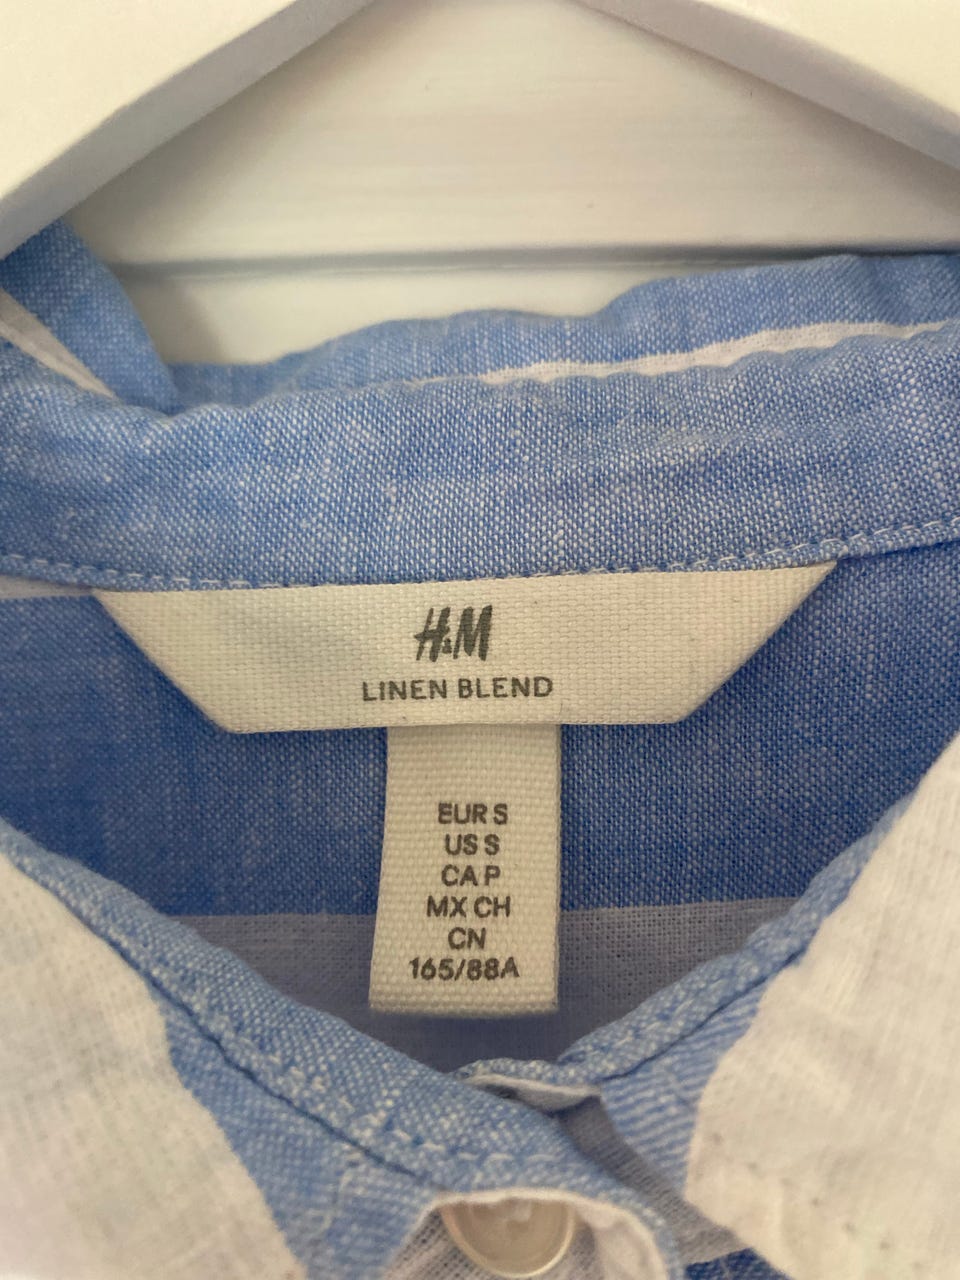 H&M
LINEN BLEND
EUR S
US S
CA P
MX CH
CN
165/88A